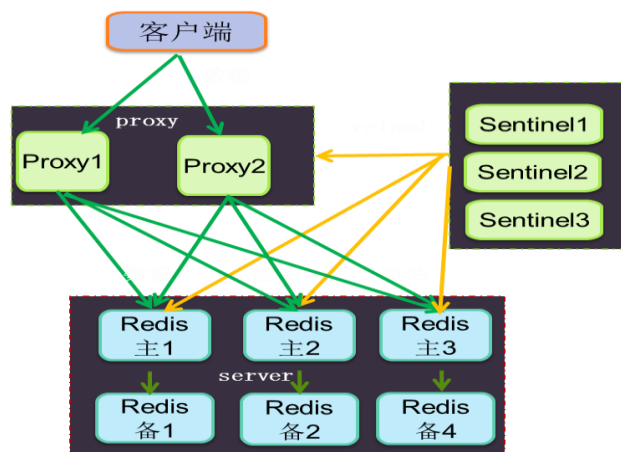 客户端
proxy
Proxy1
Proxy2
Sentinel1
Sentinel2
Sentinel3
Redis
主1
Redis
主2
Redis
主3
server
Redis
备1
Redis
备2
Redis
备4